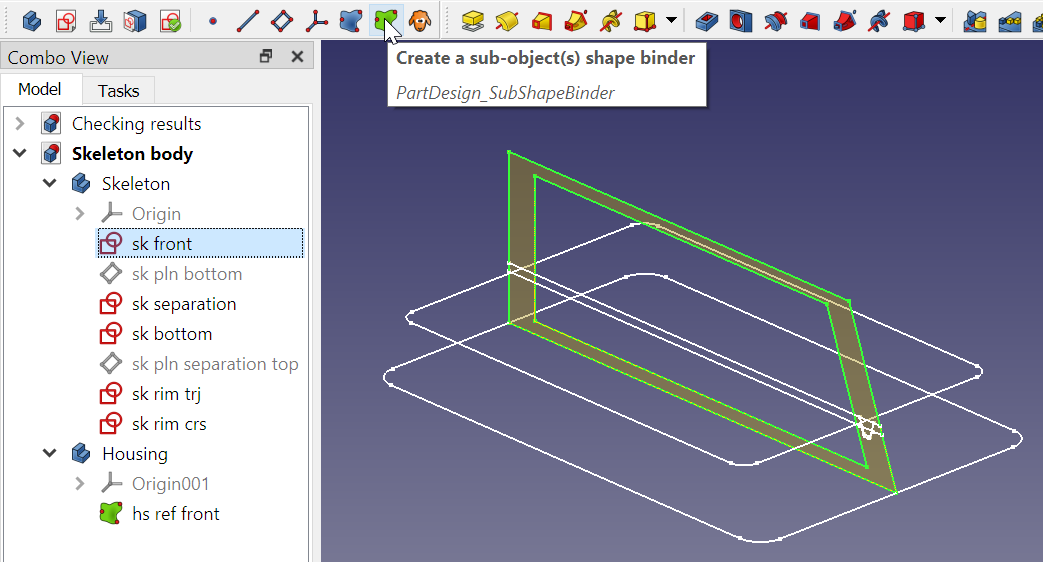 Combo View
Create a sub-object(s) shape binder
PartDesign_SubShapeBinder
Model
Tasks
Checking results
Skeleton body
Skeleton
Origin
sk front
sk pln bottom
sk separation
sk bottom
sk pln separation top
sk rim trj
sk rim crs
Housing
Origin001
hs ref front